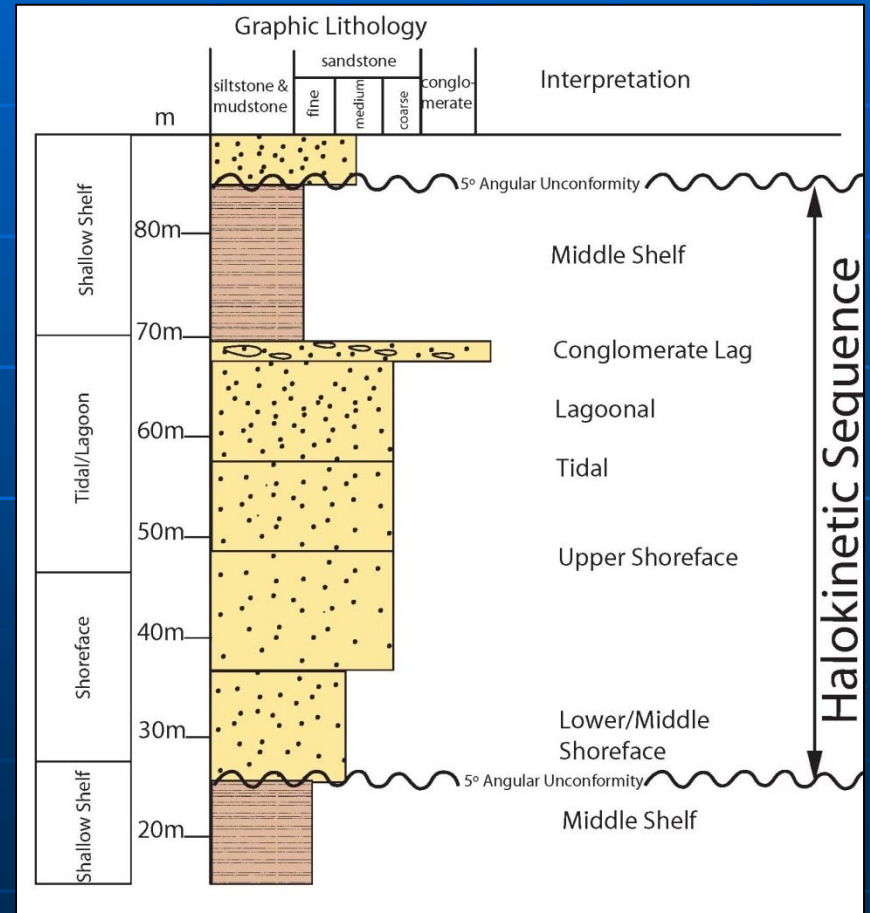 Graphic Lithology
m
siltstone &
mudstone
sandstone
fine
medium
coarse
conglo-
merate
Interpretation
Shallow Shelf
Tidal/Lagoon
Shoreface
Shallow Shelf
80m
70m
60m
50m
40m
30m
20m
5º Angular Unconformity
Middle Shelf
Conglomerate Lag
Lagoonal
Tidal
Upper Shoreface
Lower/Middle
Shoreface
5º Angular Unconformity
Middle Shelf
Halokinetic Sequence